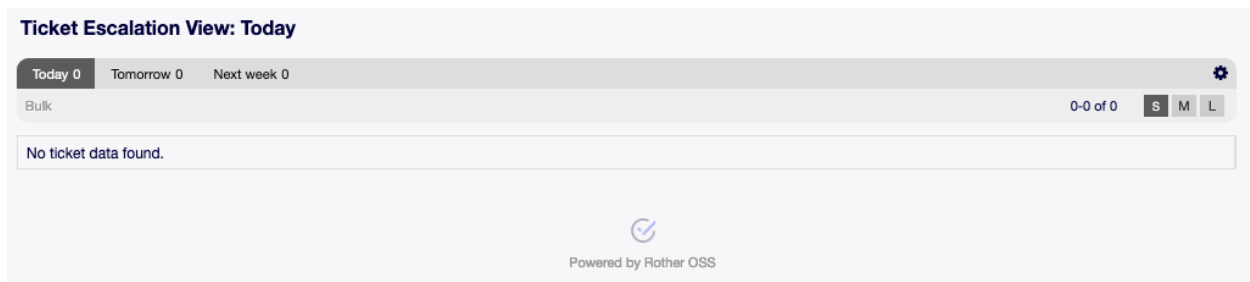 Ticket Escalation View: Today
Today 0 Tomorrow 0 Next week 0
Bulk 0-0 of 0 S M L
No ticket data found.
Powered by Rother OSS